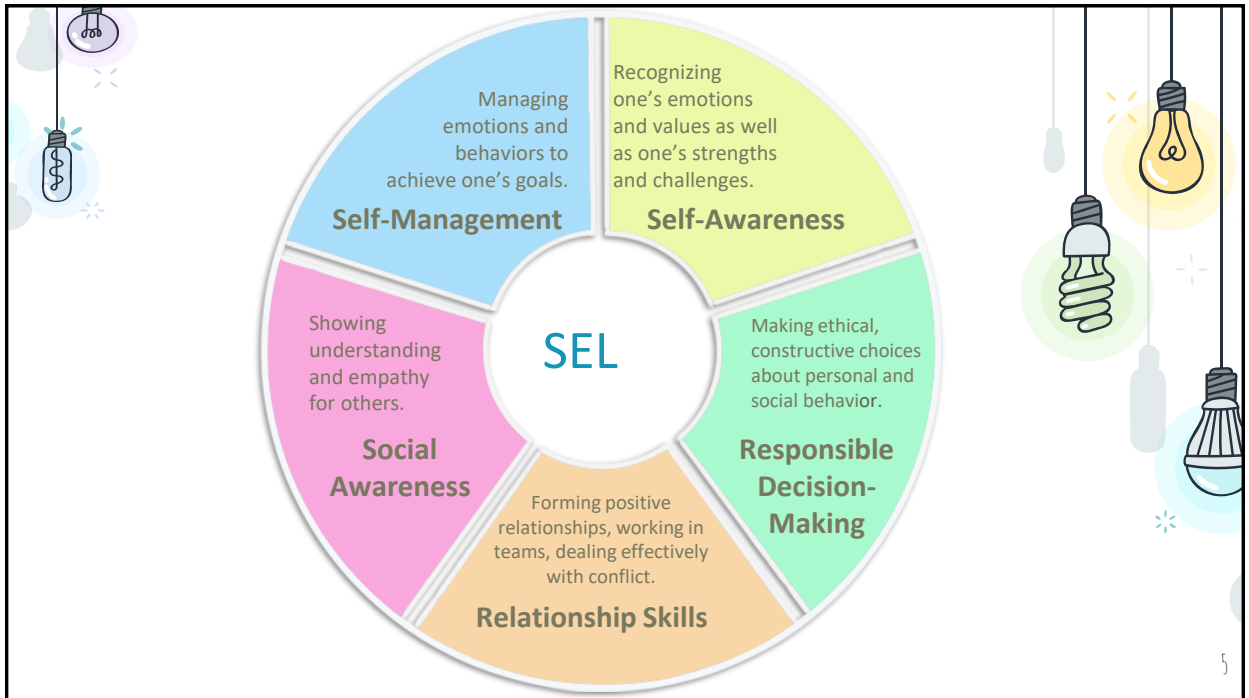 Managing
emotions and
behaviors to
achieve one's goals.
Self-Management
Recognizing
one's emotions
and values as well
as one's strengths
and challenges.
Self-Awareness
Showing
understanding
and empathy
for others.
Social
Awareness
SEL
Making ethical,
constructive choices
about personal and
social behavior.
Responsible
Decision-
Making
Forming positive
relationships, working in
teams, dealing effectively
with conflict.
Relationship Skills
5